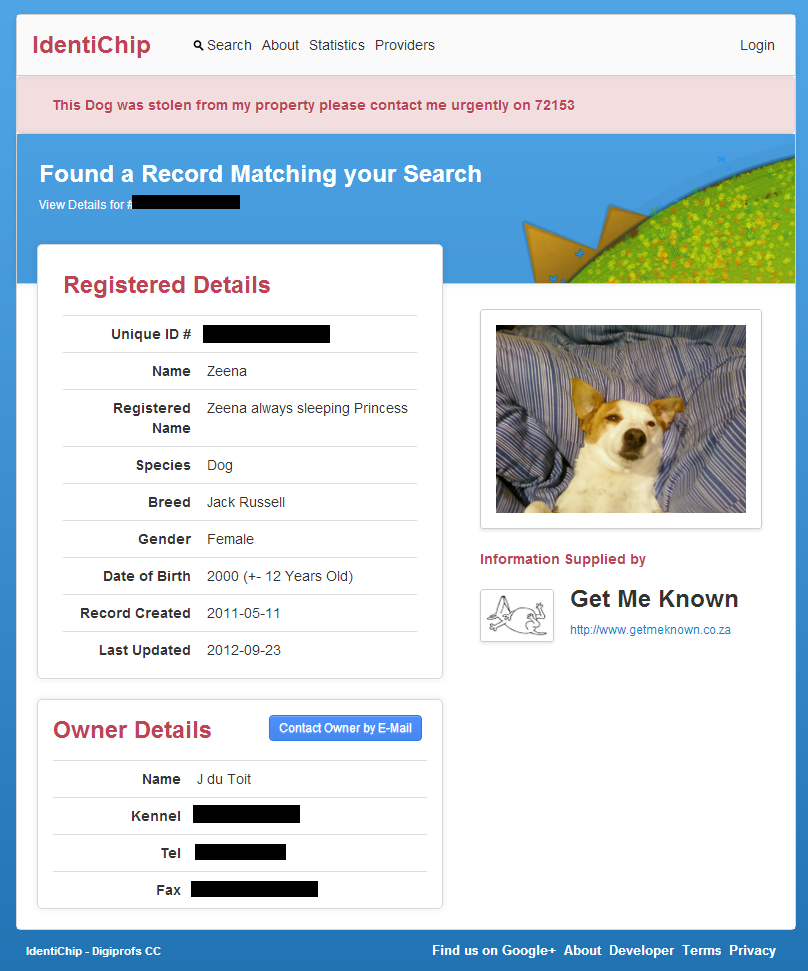 IdentiChip
Search About Statistics Providers
Login
This Dog was stolen from my property please contact me urgently on 72153
Found a Record Matching your Search
View Details for #
Registered Details
Unique ID #
Name Zeena
Registered Name Zeena always sleeping Princess
Species Dog
Breed Jack Russell
Gender Female
Date of Birth 2000 (+- 12 Years Old)
Record Created 2011-05-11
Last Updated 2012-09-23
Information Supplied by
Get Me Known
http://www.getmeknown.co.za
Owner Details
Contact Owner by E-Mail
Name J du Toit
Kennel
Tel
Fax
IdentiChip - Digiprofs CC
Find us on Google+ About Developer Terms Privacy